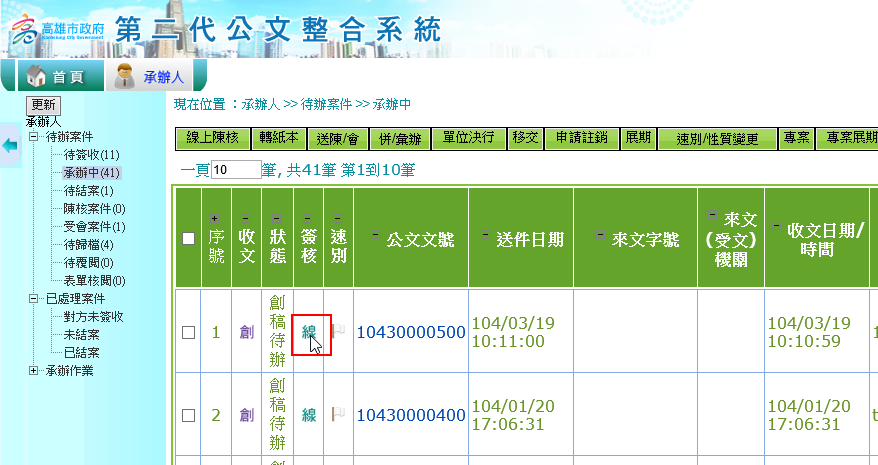 高雄市政府
Kaohsiung City Government
第二代公文整合系統
首頁
承辦人
更新
承辦人
待辦案件
待簽收(11)
承辦中(41)
待結案(1)
陳核案件(0)
受會案件(1)
待歸檔(4)
待覆閱(0)
表單核閱(0)
已處理案件
對方未簽收
未結案
已結案
承辦作業
現在位置 : 承辦人 >> 待辦案件 >> 承辦中
線上陳核 轉紙本 送陳/會 併/彙辦 單位決行 移交 申請註銷 展期 速別/性質變更 專案 專案展期
一頁 10 筆, 共41筆 第1到10筆
序號 收文 狀態 簽核 速別 公文文號 送件日期 來文字號 來文(受文)機關 收文日期/時間
1 創 創稿待辦 線 10430000500 104/03/19 10:11:00 104/03/19 10:10:59 1
2 創 創稿待辦 線 10430000400 104/01/20 17:06:31 104/01/20 17:06:31 t